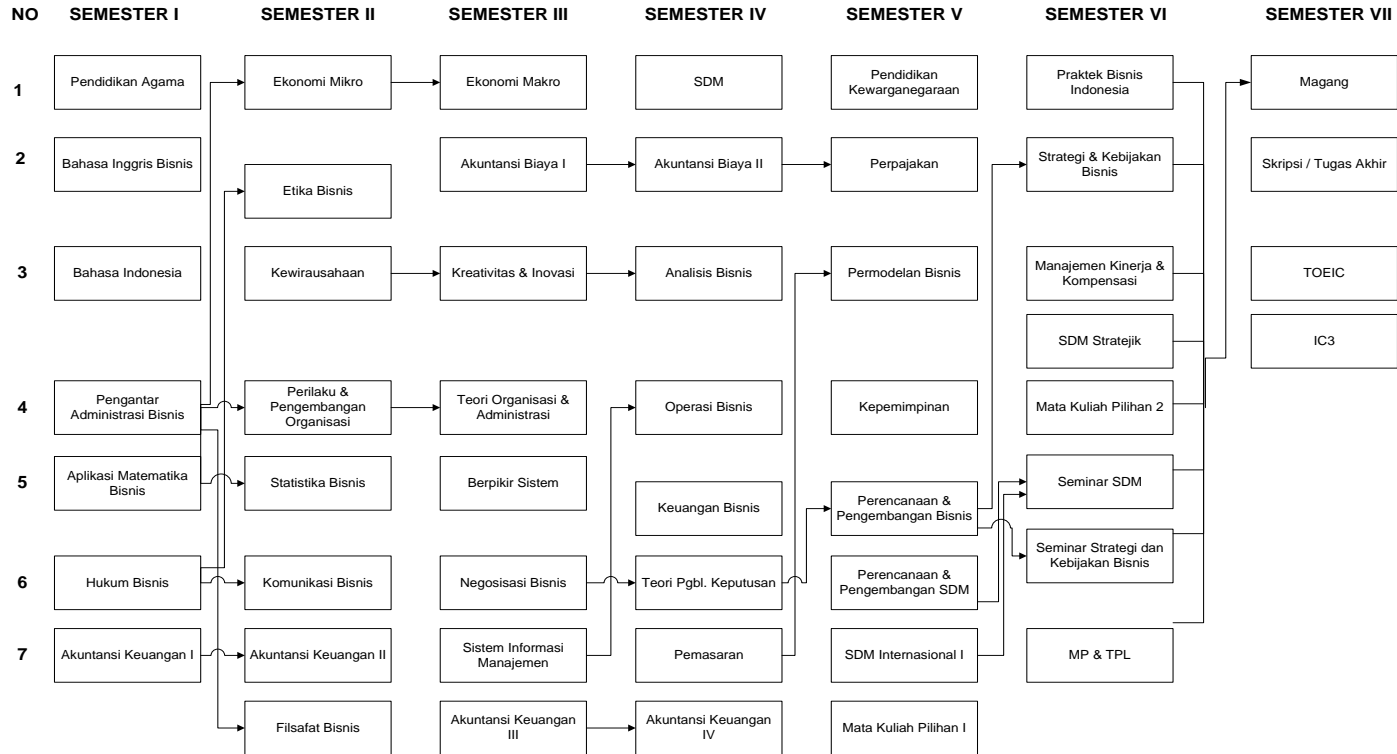 NO SEMESTER I SEMESTER II SEMESTER III SEMESTER IV SEMESTER V SEMESTER VI SEMESTER VII
1
Pendidikan Agama
Ekonomi Mikro
Ekonomi Makro
SDM
Pendidikan
Kewarganegaraan
Praktek Bisnis
Indonesia
Magang
2
Bahasa Inggris Bisnis
Etika Bisnis
Akuntansi Biaya I
Akuntansi Biaya II
Perpajakan
Strategi & Kebijakan
Bisnis
Skripsi / Tugas Akhir
3
Bahasa Indonesia
Kewirausahaan
Kreativitas & Inovasi
Analisis Bisnis
Permodelan Bisnis
Manajemen Kinerja &
Kompensasi
TOEIC
SDM Stratejik
IC3
4
Pengantar
Administrasi Bisnis
Perilaku &
Pengembangan
Organisasi
Teori Organisasi &
Administrasi
Operasi Bisnis
Kepemimpinan
Mata Kuliah Pilihan 2
5
Aplikasi Matematika
Bisnis
Statistika Bisnis
Berpikir Sistem
Keuangan Bisnis
Perencanaan &
Pengembangan Bisnis
Seminar SDM
Seminar Strategi dan
Kebijakan Bisnis
6
Hukum Bisnis
Komunikasi Bisnis
Negosisasi Bisnis
Teori Pgbl. Keputusan
Perencanaan &
Pengembangan SDM
7
Akuntansi Keuangan I
Akuntansi Keuangan II
Sistem Informasi
Manajemen
Pemasaran
SDM Internasional I
MP & TPL
Filsafat Bisnis
Akuntansi Keuangan
III
Akuntansi Keuangan
IV
Mata Kuliah Pilihan I